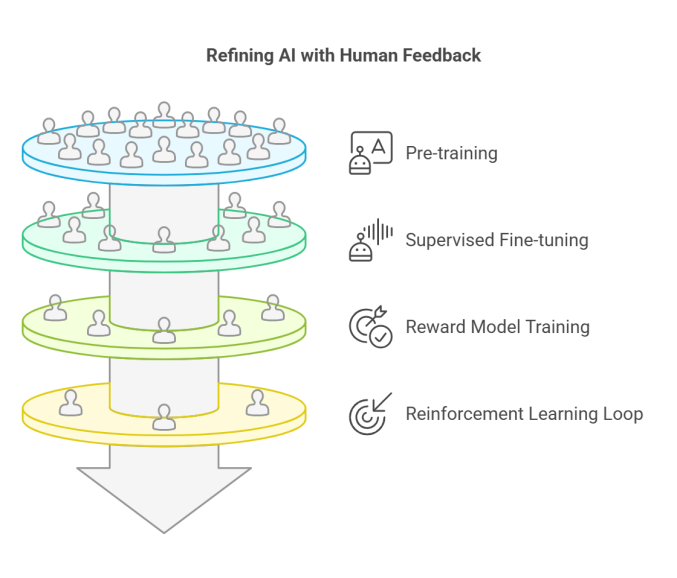 Refining AI with Human Feedback
A
Pre-training
Supervised Fine-tuning
Reward Model Training
Reinforcement Learning Loop